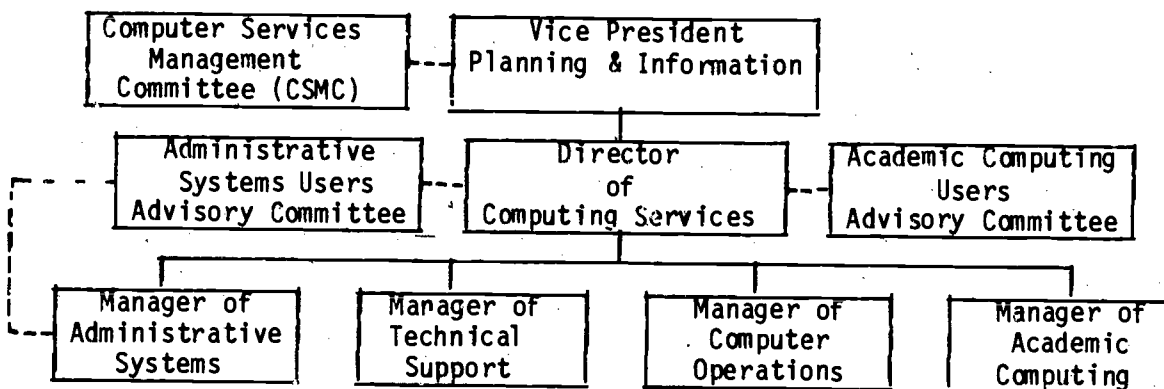 Computer Services
Management
Committee (CSMC)
Vice President
Planning & Information
Administrative
Systems Users
Advisory Committee
Director
of
Computing Services
Academic Computing
Users
Advisory Committee
Manager of
Administrative
Systems
Manager of
Technical
Support
Manager of
Computer
Operations
Manager of
Academic
Computing